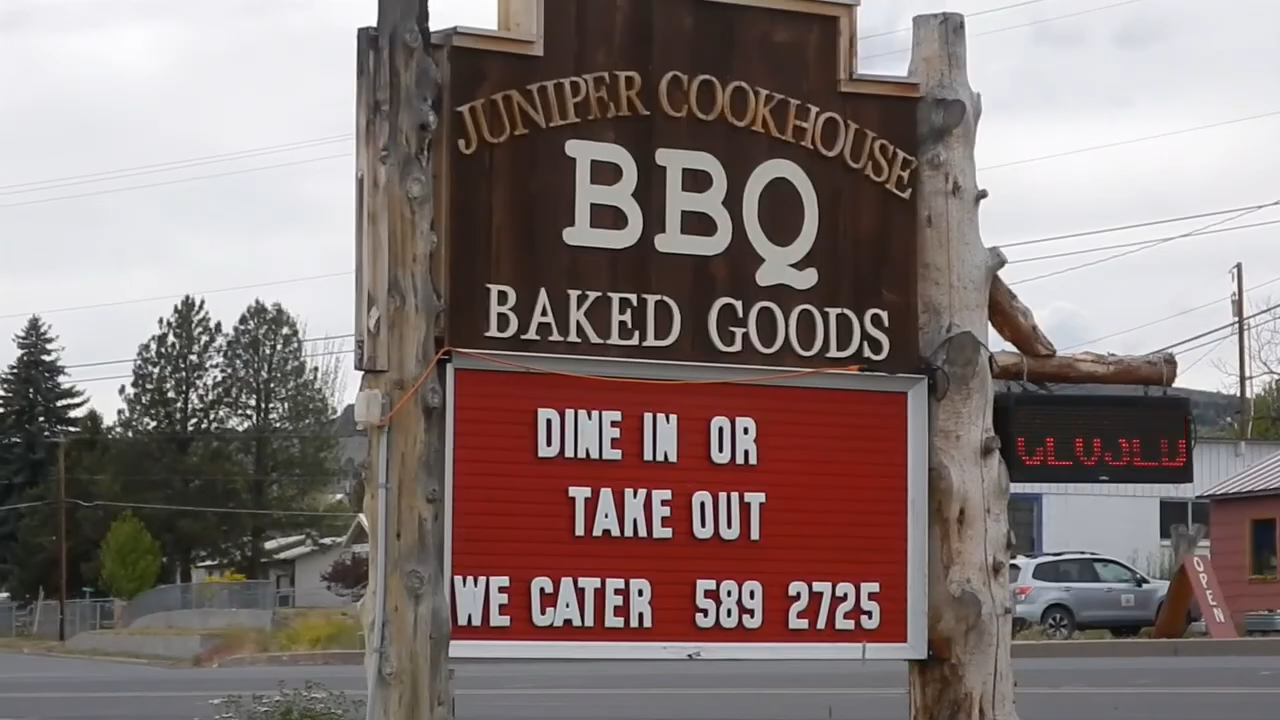 JUNIPER COOKHOUSE
BBQ
BAKED GOODS
DINE IN OR
TAKE OUT
WE CATER 589 2725
OPEN